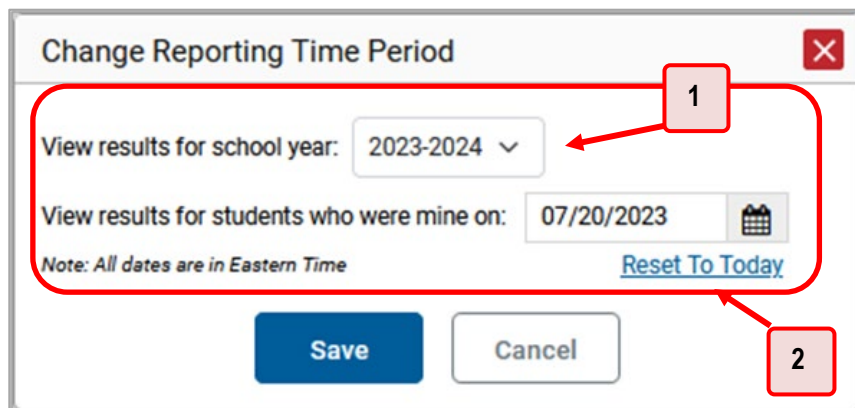 Change Reporting Time Period
1
View results for school year: 2023-2024
View results for students who were mine on: 07/20/2023
Note: All dates are in Eastern Time Reset To Today
Save Cancel
2